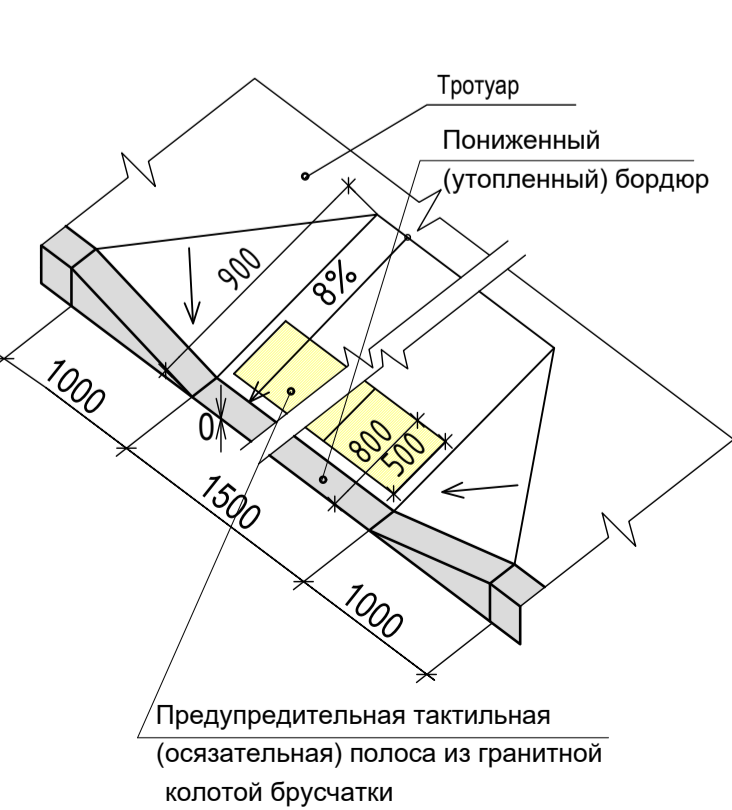 Тротуар
Пониженный
(утопленный) бордюр
900
8%
1000
0
800
500
1500
1000
Предупредительная тактильная
(осязательная) полоса из гранитной
колотой брусчатки